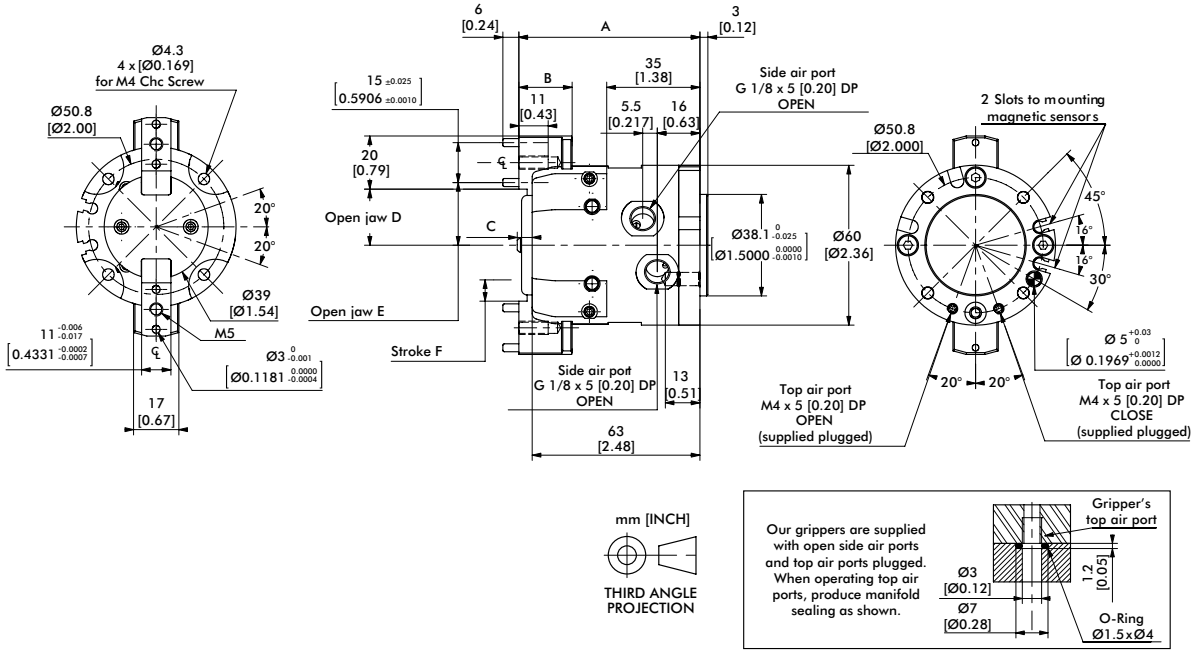 Ø4.3
4 x [Ø0.169]
for M4 Chc Screw
Ø50.8
[Ø2.00]
20°
20°
Ø39
[Ø1.54]
M5
11 -0.006 -0.017
[0.4331 -0.0002 -0.0007]
Ø3 0 -0.001
[Ø0.1181 0.0000 -0.0004]
17
[0.67]
6
[0.24]
A
3
[0.12]
15 ±0.025
[0.5906 ±0.0010]
B
11
[0.43]
35
[1.38]
5.5
[0.217]
16
[0.63]
Side air port
G 1/8 x 5 [0.20] DP
OPEN
20
[0.79]
Open jaw D
C
Ø38.1 0 -0.025
[Ø1.5000 0.0000 -0.0010]
Ø60
[Ø2.36]
Open jaw E
Stroke F
Side air port
G 1/8 x 5 [0.20] DP
OPEN
13
[0.51]
63
[2.48]
2 Slots to mounting
magnetic sensors
Ø50.8
[Ø2.000]
45°
16°
16°
30°
Ø 5 +0.03 0
[Ø 0.1969 +0.0012 0.0000]
20°
20°
Top air port
M4 x 5 [0.20] DP
OPEN
(supplied plugged)
Top air port
M4 x 5 [0.20] DP
CLOSE
(supplied plugged)
mm [INCH]
THIRD ANGLE
PROJECTION
Our grippers are supplied
with open side air ports
and top air ports plugged.
When operating top air
ports, produce manifold
sealing as shown.
Gripper's
top air port
1.2
[0.05]
Ø3
[Ø0.12]
Ø7
[Ø0.28]
O-Ring
Ø1.5xØ4